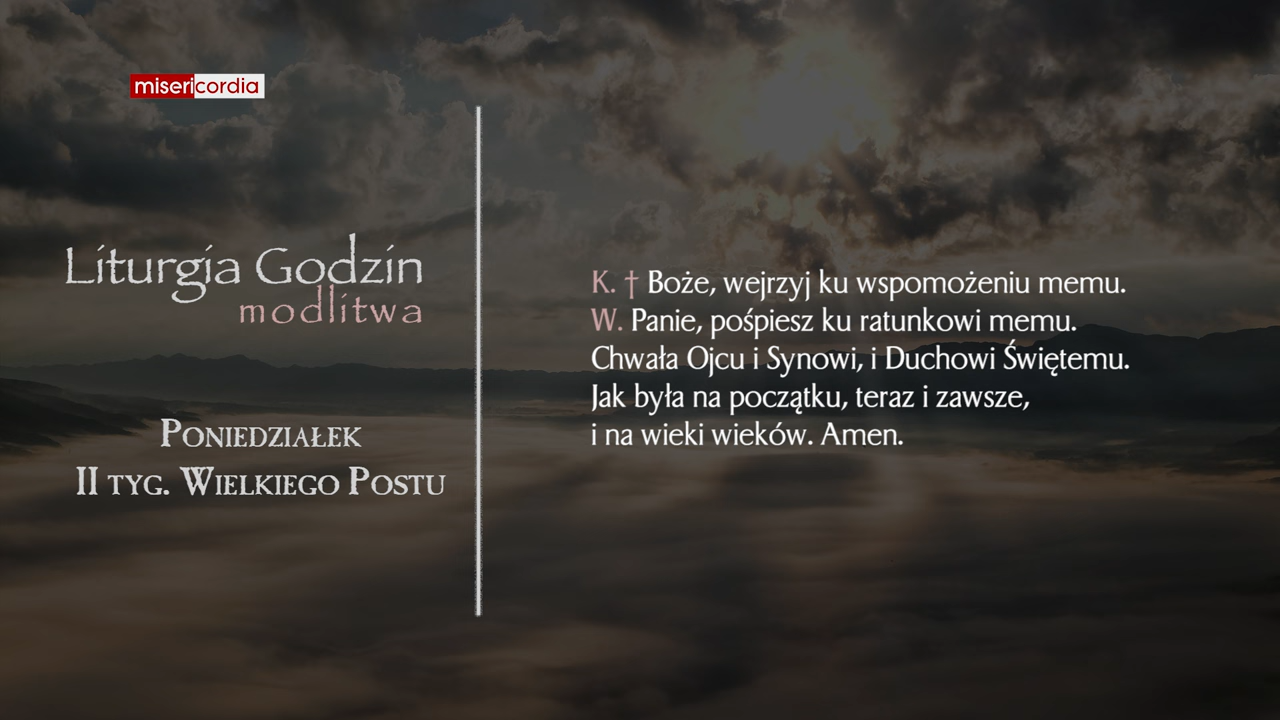 misericordia
Liturgia Godzin
modlitwa
Poniedziałek
II tyg. Wielkiego Postu
K. † Boże, wejrzyj ku wspomożeniu memu.
W. Panie, pośpiesz ku ratunkowi memu.
Chwała Ojcu i Synowi, i Duchowi Świętemu.
Jak była na początku, teraz i zawsze,
i na wieki wieków. Amen.